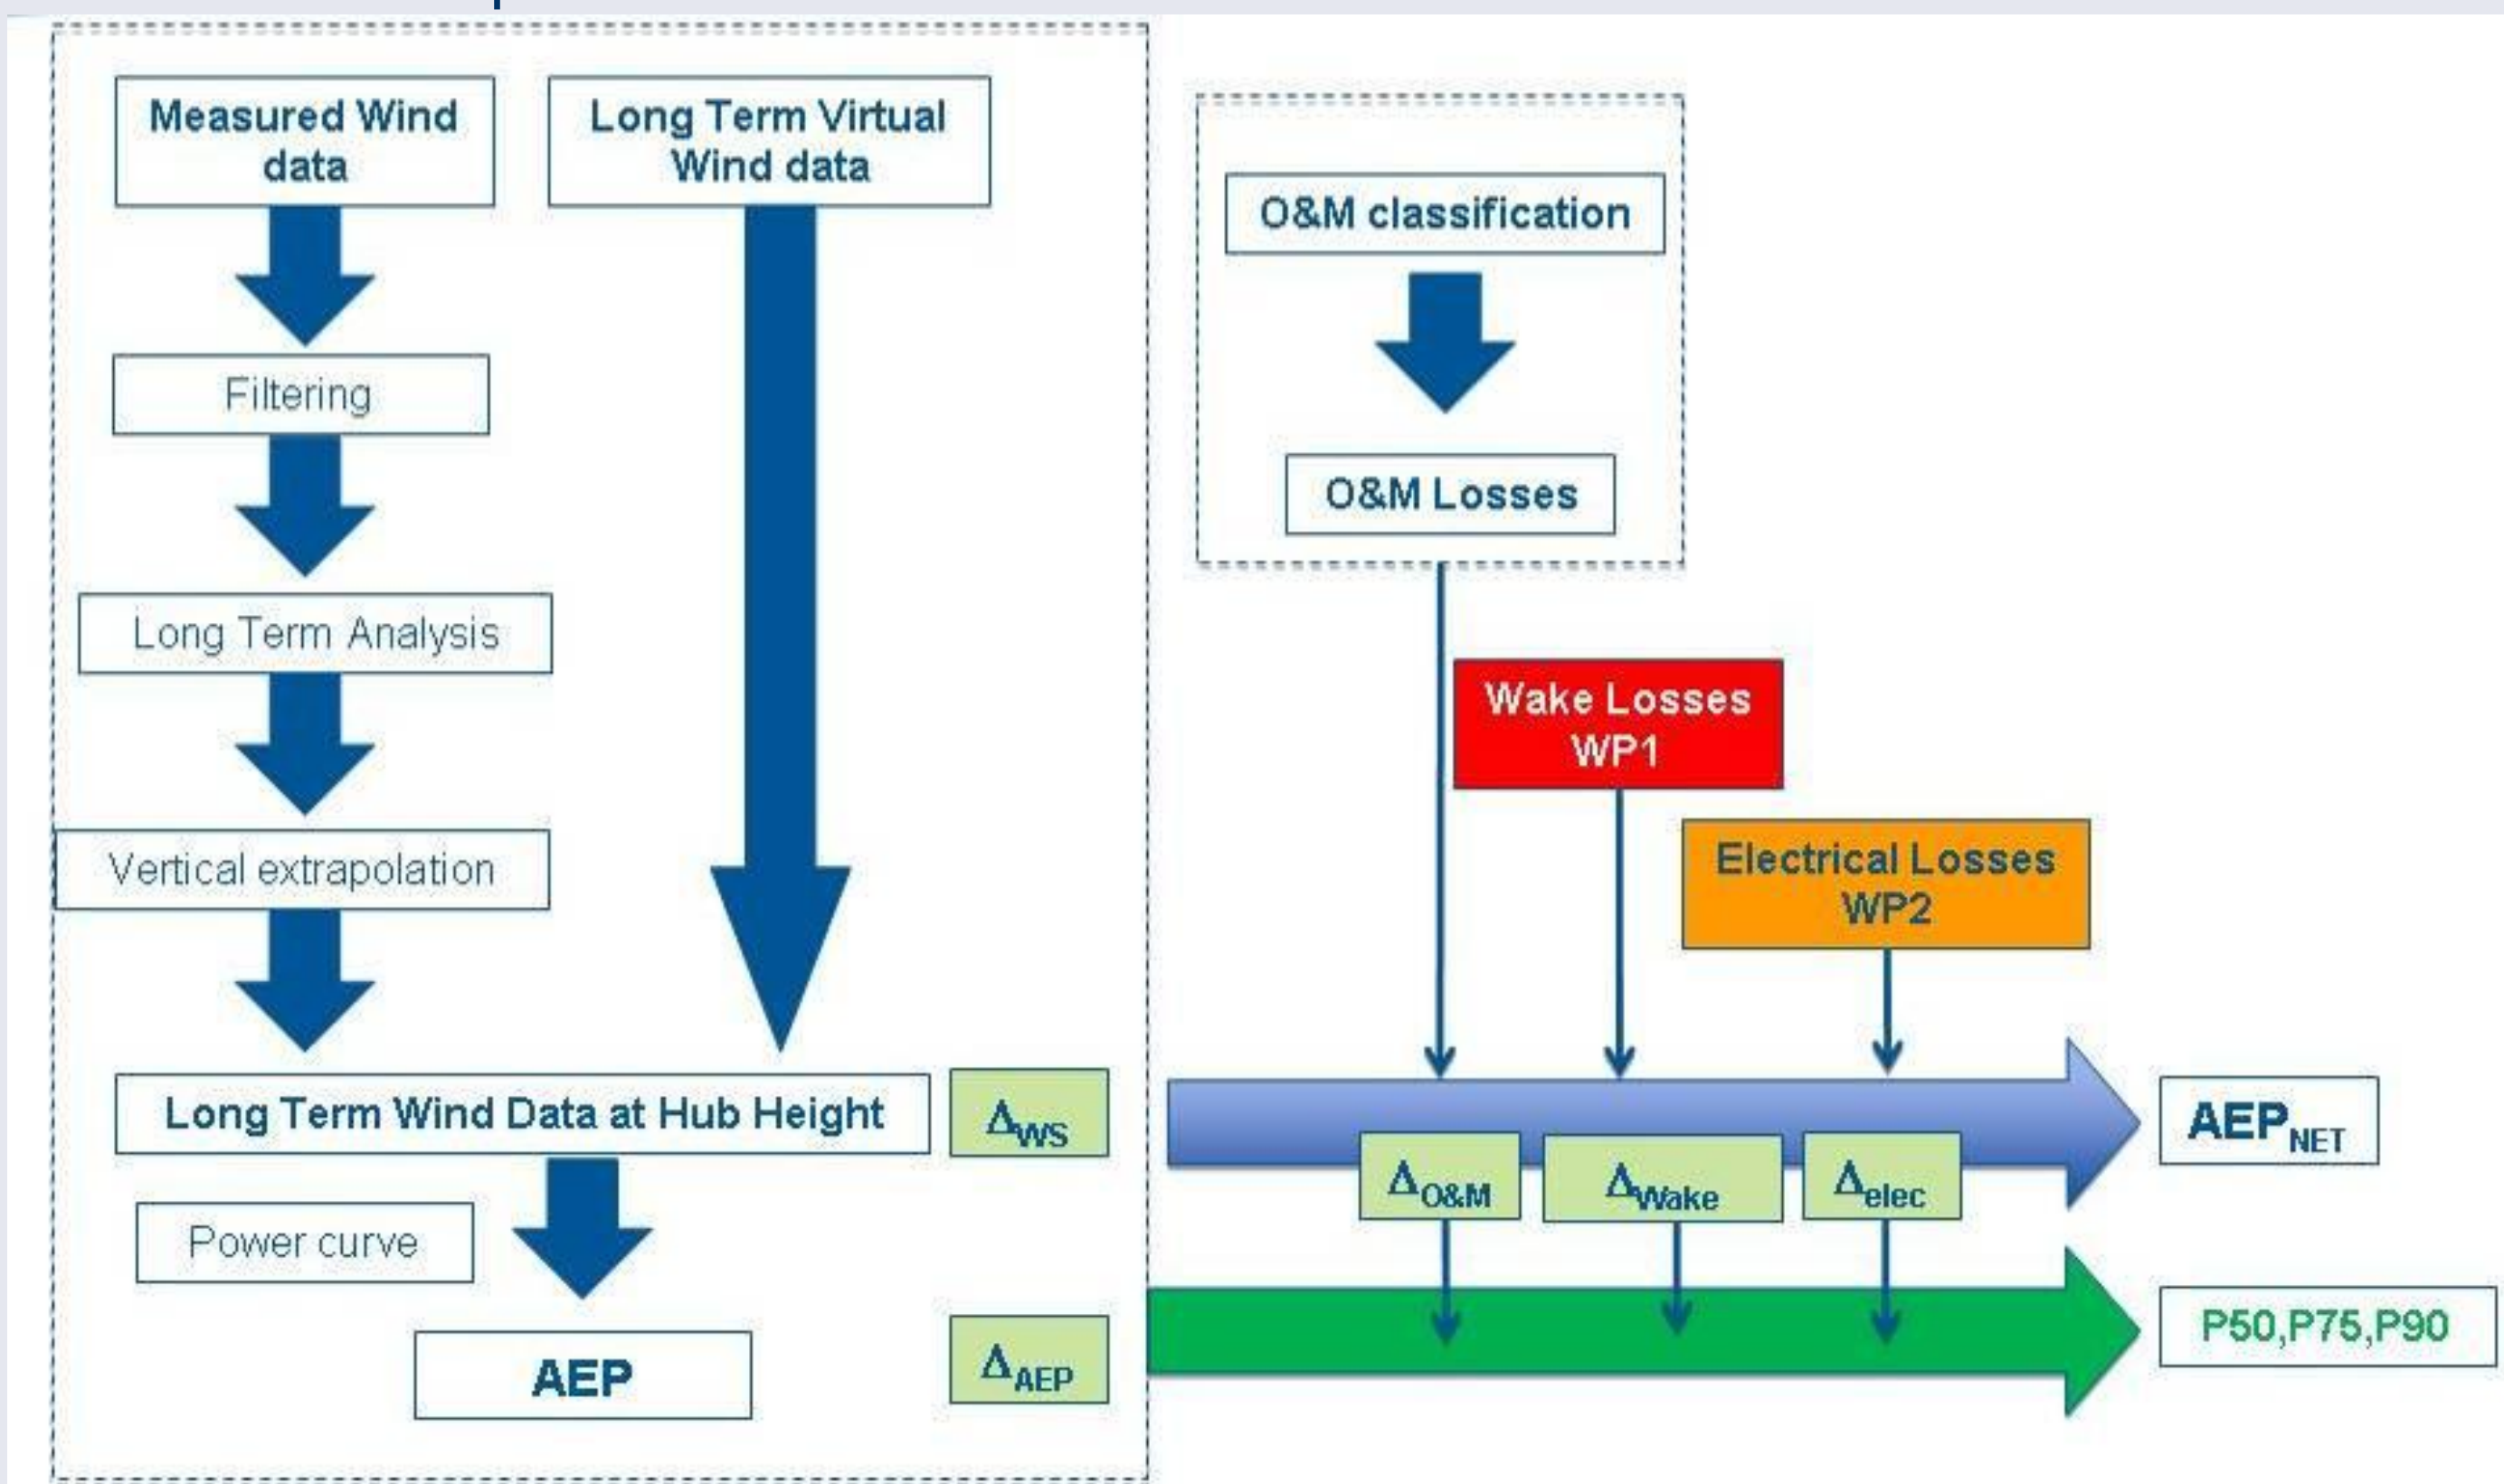 Measured Wind
data
Long Term Virtual
Wind data
Filtering
Long Term Analysis
Vertical extrapolation
Long Term Wind Data at Hub Height
ΔWS
Power curve
AEP
ΔAEP
O&M classification
O&M Losses
Wake Losses
WP1
Electrical Losses
WP2
ΔO&M
ΔWake
Δelec
AEPNET
P50,P75,P90